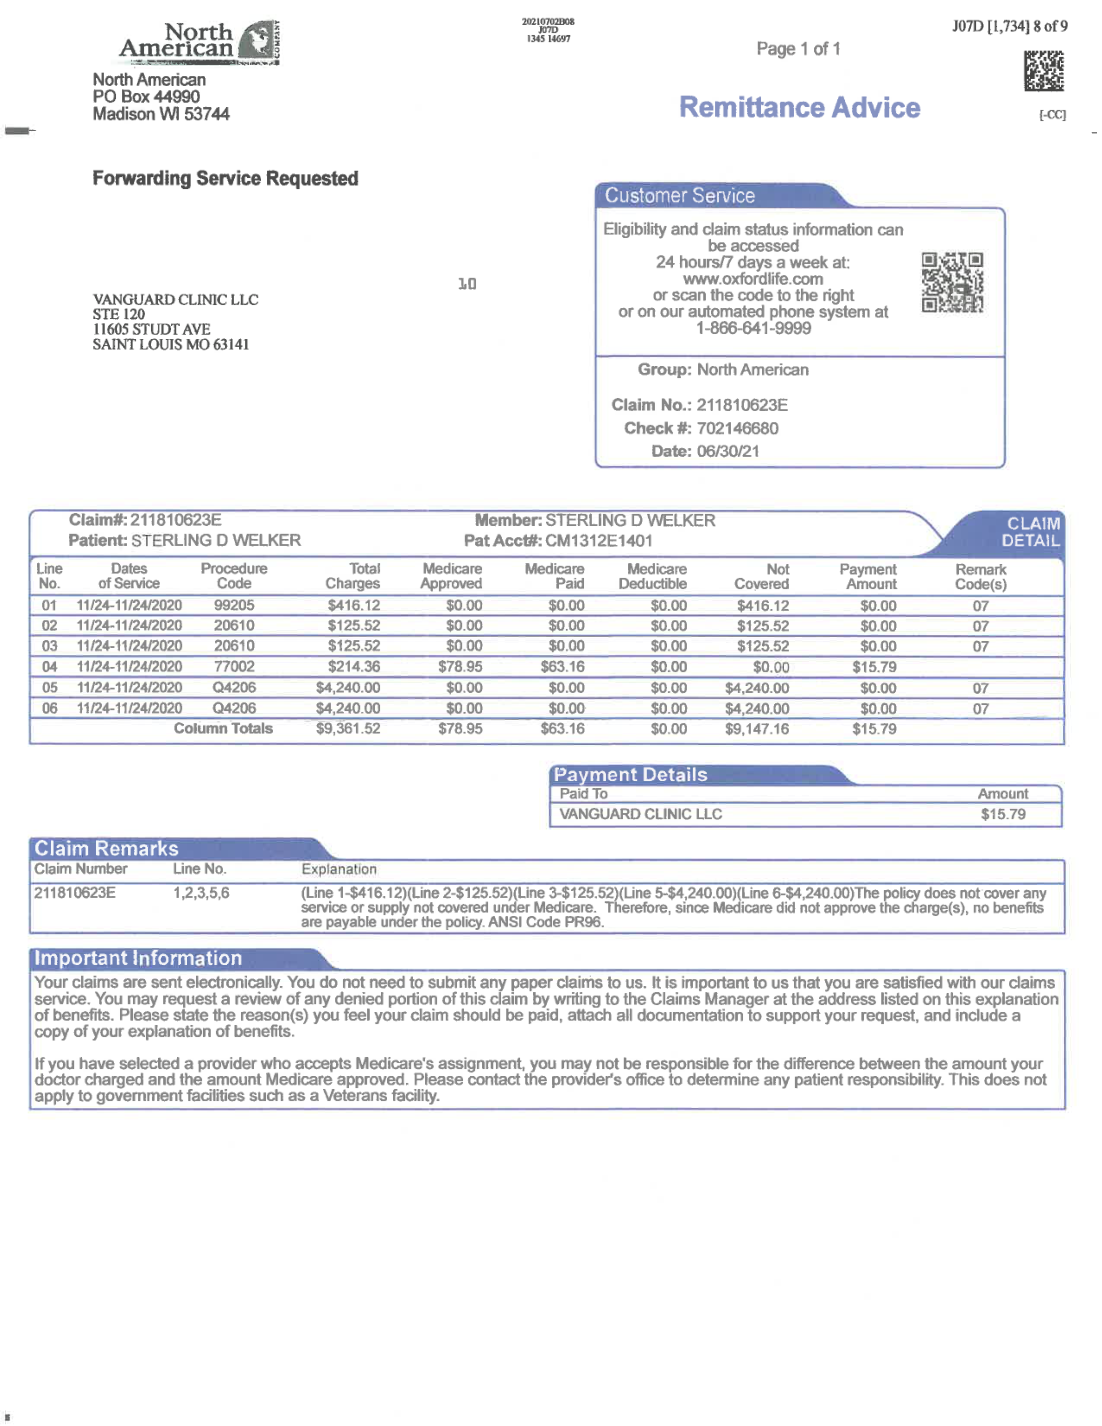 North
American
COMPANY
North American
PO Box 44990
Madison WI 53744
20210702B08
J07D
1345 14697
J07D [1,734] 8 of 9
Page 1 of 1
Remittance Advice
[-CC]
Forwarding Service Requested
10
VANGUARD CLINIC LLC
STE 120
11605 STUDT AVE
SAINT LOUIS MO 63141
Customer Service
Eligibility and claim status information can
be accessed
24 hours/7 days a week at:
www.oxfordlife.com
or scan the code to the right
or on our automated phone system at
1-866-641-9999
Group: North American
Claim No.: 211810623E
Check #: 702146680
Date: 06/30/21
Claim#: 211810623E Member: STERLING D WELKER
Patient: STERLING D WELKER Pat Acct#: CM1312E1401
CLAIM
DETAIL
Line Dates Procedure Total Medicare Medicare Medicare Not Payment Remark
No. of Service Code Charges Approved Paid Deductible Covered Amount Code(s)
01 11/24-11/24/2020 99205 $416.12 $0.00 $0.00 $0.00 $416.12 $0.00 07
02 11/24-11/24/2020 20610 $125.52 $0.00 $0.00 $0.00 $125.52 $0.00 07
03 11/24-11/24/2020 20610 $125.52 $0.00 $0.00 $0.00 $125.52 $0.00 07
04 11/24-11/24/2020 77002 $214.36 $78.95 $63.16 $0.00 $0.00 $15.79
05 11/24-11/24/2020 Q4206 $4,240.00 $0.00 $0.00 $0.00 $4,240.00 $0.00 07
06 11/24-11/24/2020 Q4206 $4,240.00 $0.00 $0.00 $0.00 $4,240.00 $0.00 07
Column Totals $9,361.52 $78.95 $63.16 $0.00 $9,147.16 $15.79
Payment Details
Paid To Amount
VANGUARD CLINIC LLC $15.79
Claim Remarks
Claim Number Line No. Explanation
211810623E 1,2,3,5,6 (Line 1-$416.12)(Line 2-$125.52)(Line 3-$125.52)(Line 5-$4,240.00)(Line 6-$4,240.00)The policy does not cover any
service or supply not covered under Medicare. Therefore, since Medicare did not approve the charge(s), no benefits
are payable under the policy. ANSI Code PR96.
Important Information
Your claims are sent electronically. You do not need to submit any paper claims to us. It is important to us that you are satisfied with our claims
service. You may request a review of any denied portion of this claim by writing to the Claims Manager at the address listed on this explanation
of benefits. Please state the reason(s) you feel your claim should be paid, attach all documentation to support your request, and include a
copy of your explanation of benefits.
If you have selected a provider who accepts Medicare's assignment, you may not be responsible for the difference between the amount your
doctor charged and the amount Medicare approved. Please contact the provider's office to determine any patient responsibility. This does not
apply to government facilities such as a Veterans facility.